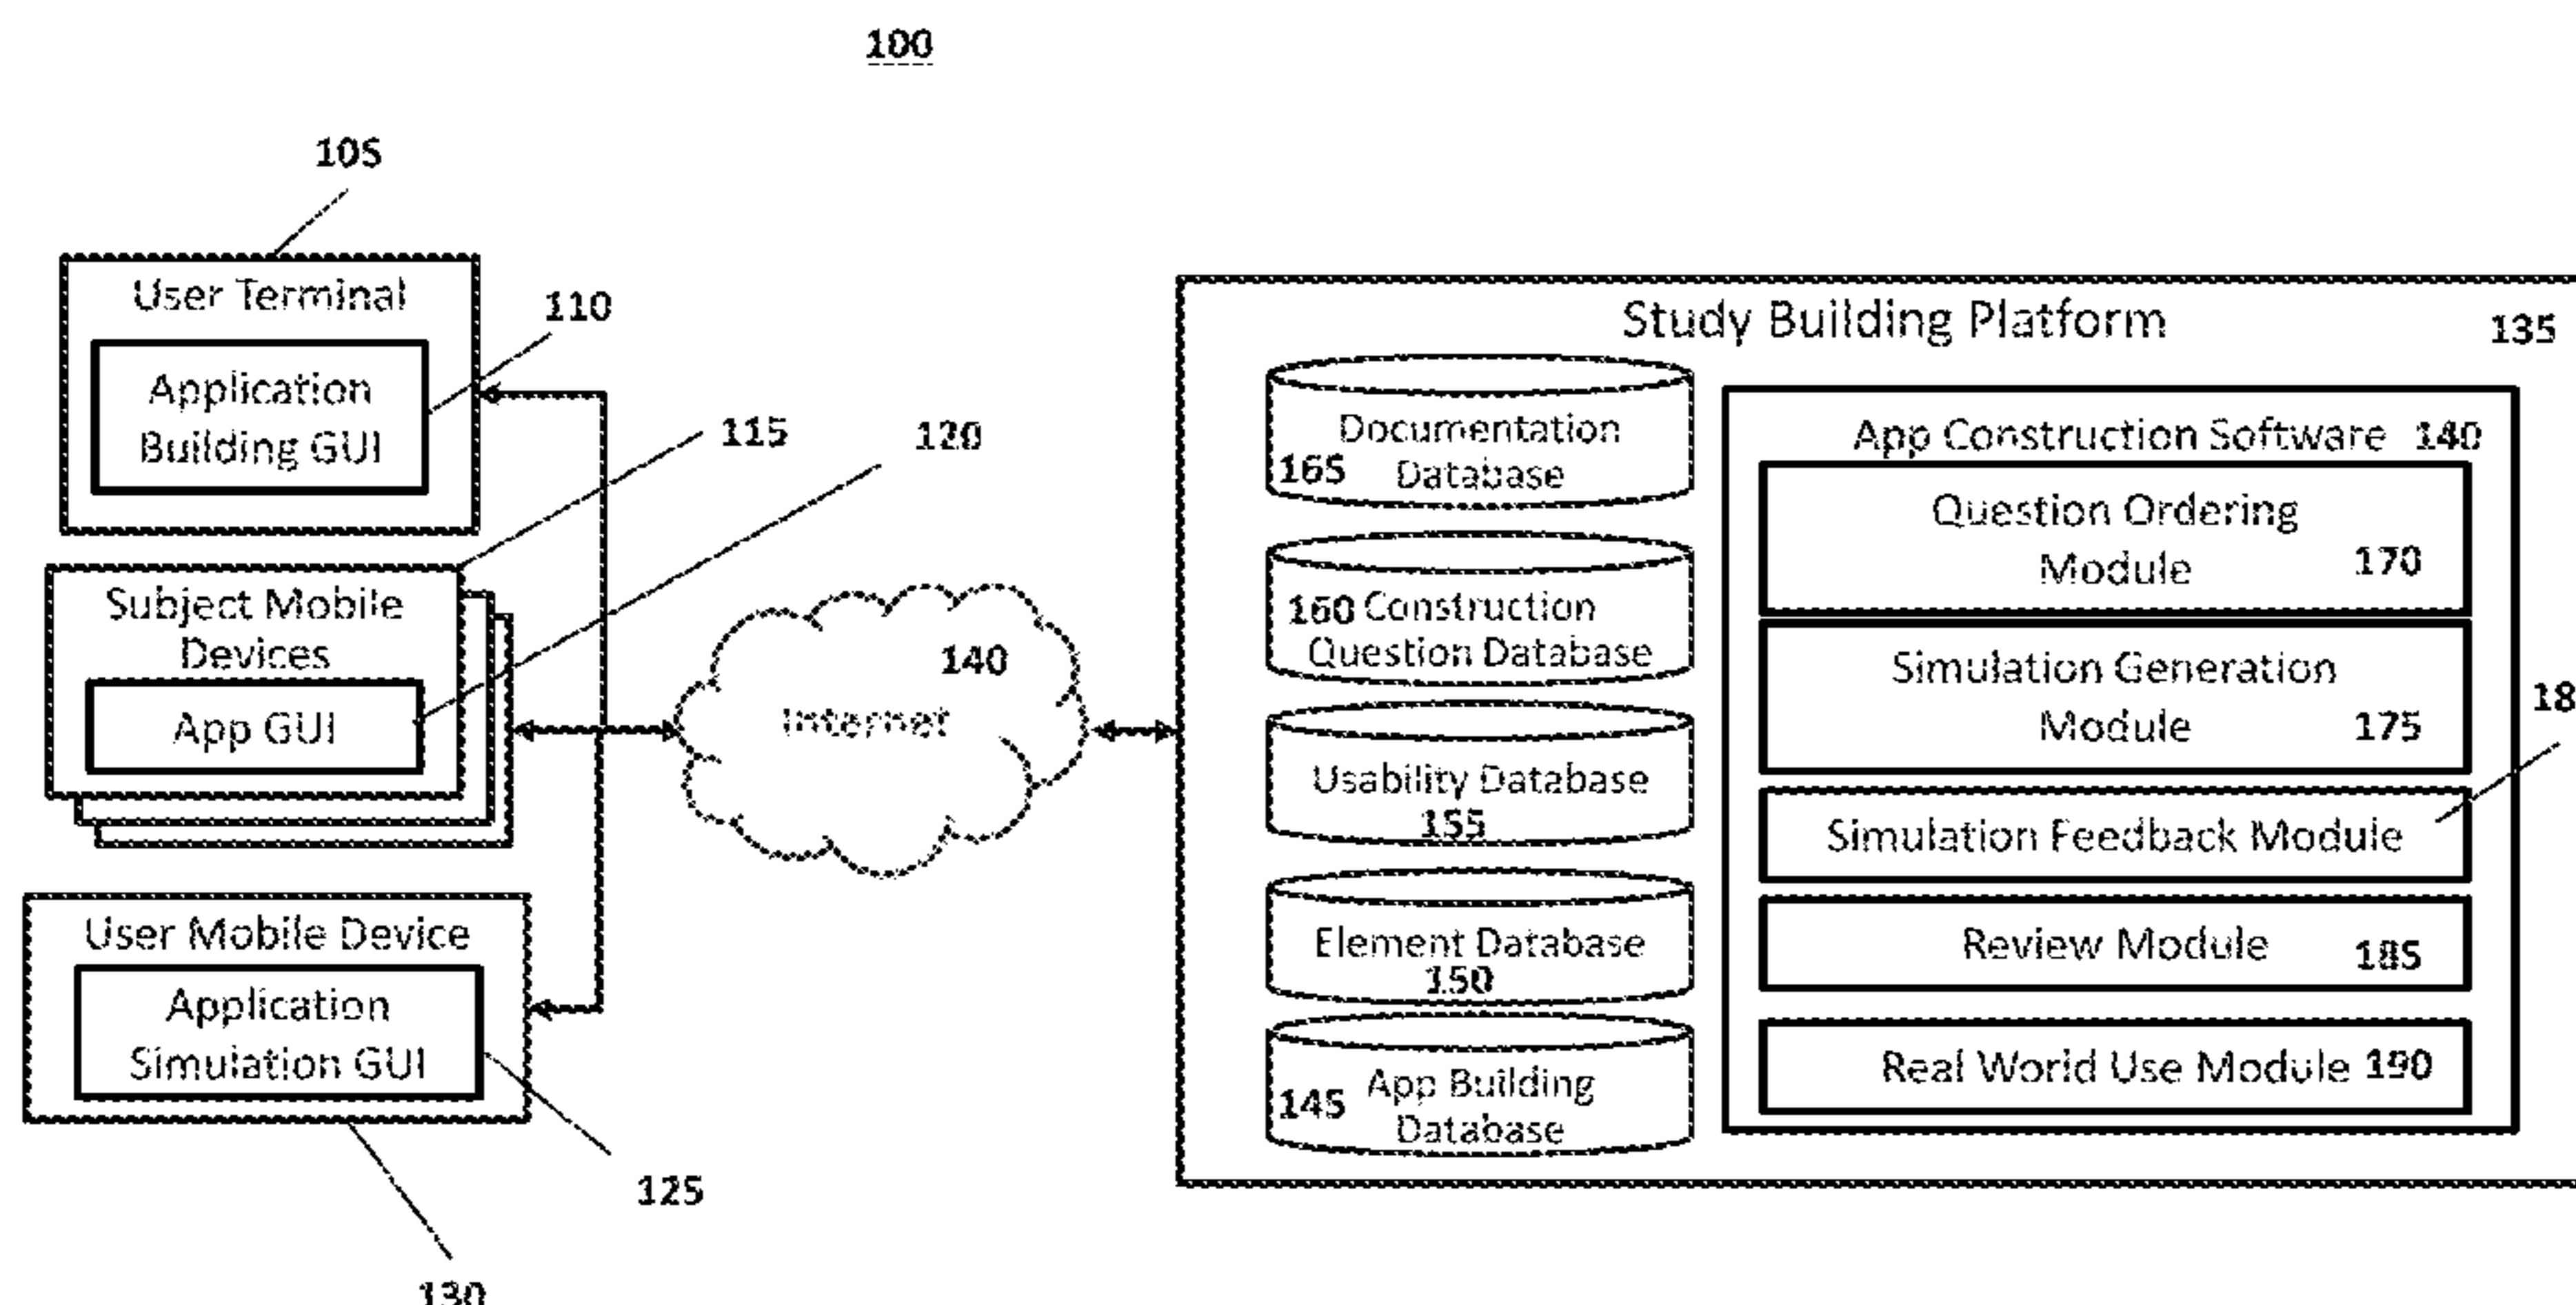 100
105
User Terminal
110
Application
Building GUI
115
120
Subject Mobile
Devices
App GUI
User Mobile Device
Application
Simulation GUI
125
130
140
Internet
Study Building Platform
135
Documentation
165 Database
160 Construction
Question Database
Usability Database
155
Element Database
150
145 App Building
Database
App Construction Software 140
Question Ordering
Module 170
Simulation Generation
Module 175
18
Simulation Feedback Module
Review Module 185
Real World Use Module 190